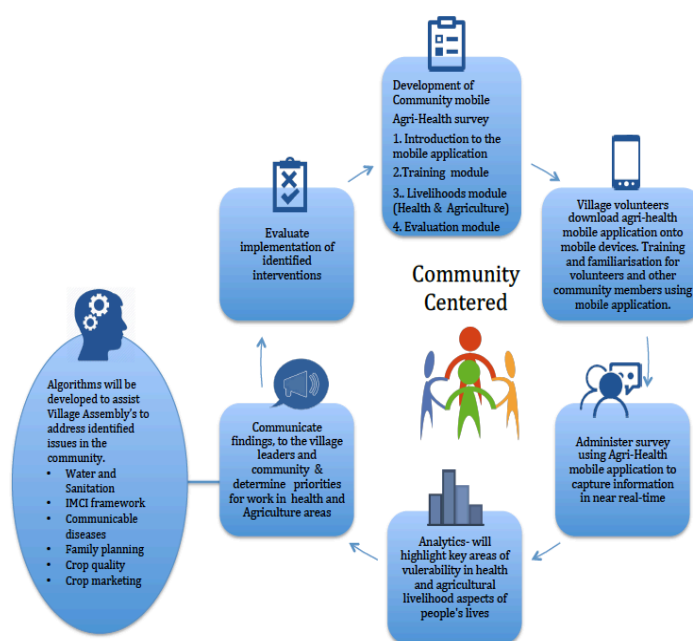 Development of
Community mobile
Agri-Health survey
1. Introduction to the
mobile application
2.Training module
3.. Livelihoods module
(Health & Agriculture)
4. Evaluation module
Village volunteers
download agri-health
mobile application onto
mobile devices. Training
and familiarisation for
volunteers and other
community members using
mobile application.
Administer survey
using Agri-Health
mobile application to
capture information
in near real-time
Analytics- will
highlight key areas of
vulerability in health
and agricultural
livelihood aspects of
people's lives
Communicate
findings, to the village
leaders and
community &
determine priorities
for work in health and
Agriculture areas
Evaluate
implementation of
identified
interventions
Community
Centered
Algorithms will be
developed to assist
Village Assembly's to
address identified
issues in the
community.
• Water and
Sanitation
• IMCI framework
• Communicable
diseases
• Family planning
• Crop quality
• Crop marketing